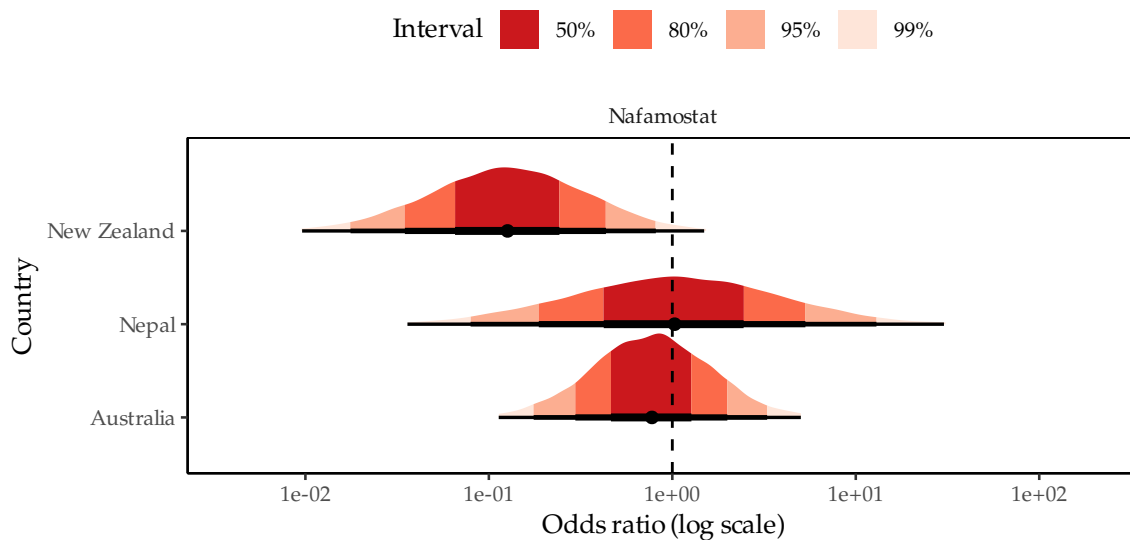 Interval 50% 80% 95% 99%
Nafamostat
Country
New Zealand
Nepal
Australia
1e-02 1e-01 1e+00 1e+01 1e+02
Odds ratio (log scale)